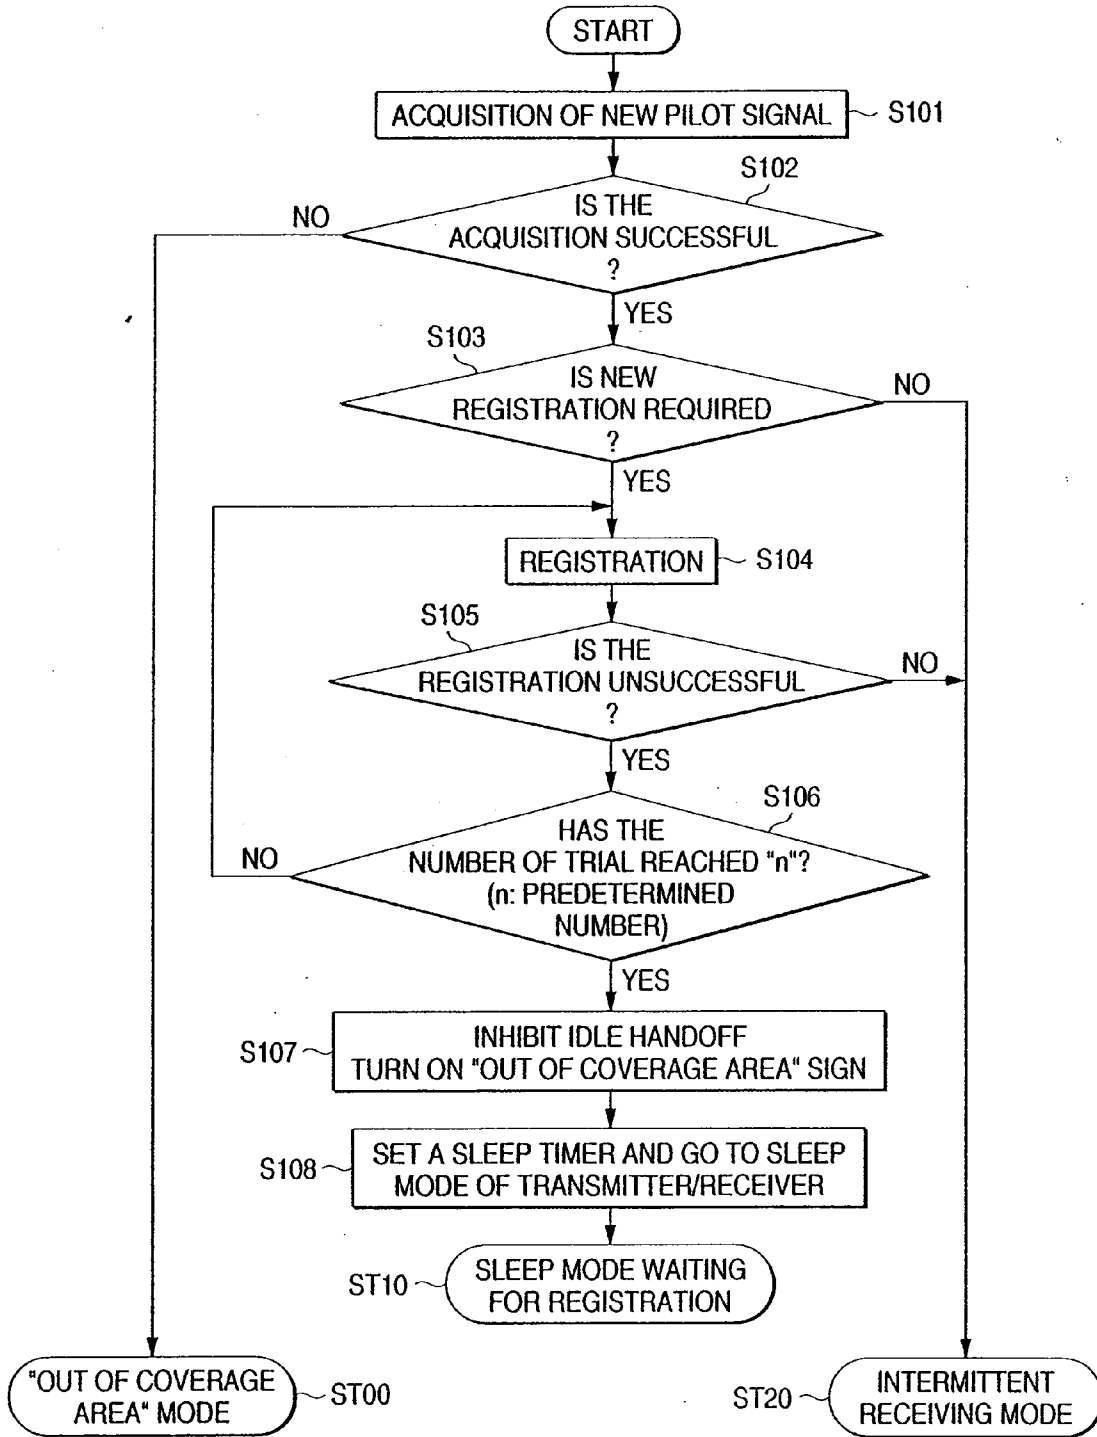 START
ACQUISITION OF NEW PILOT SIGNAL
S101
S102
IS THE
ACQUISITION SUCCESSFUL
?
NO
YES
S103
IS NEW
REGISTRATION REQUIRED
?
NO
YES
REGISTRATION
S104
S105
IS THE
REGISTRATION UNSUCCESSFUL
?
NO
YES
S106
HAS THE
NUMBER OF TRIAL REACHED "n"?
(n: PREDETERMINED
NUMBER)
NO
YES
S107
INHIBIT IDLE HANDOFF
TURN ON "OUT OF COVERAGE AREA" SIGN
S108
SET A SLEEP TIMER AND GO TO SLEEP
MODE OF TRANSMITTER/RECEIVER
ST10
SLEEP MODE WAITING
FOR REGISTRATION
"OUT OF COVERAGE
AREA" MODE
ST00
ST20
INTERMITTENT
RECEIVING MODE